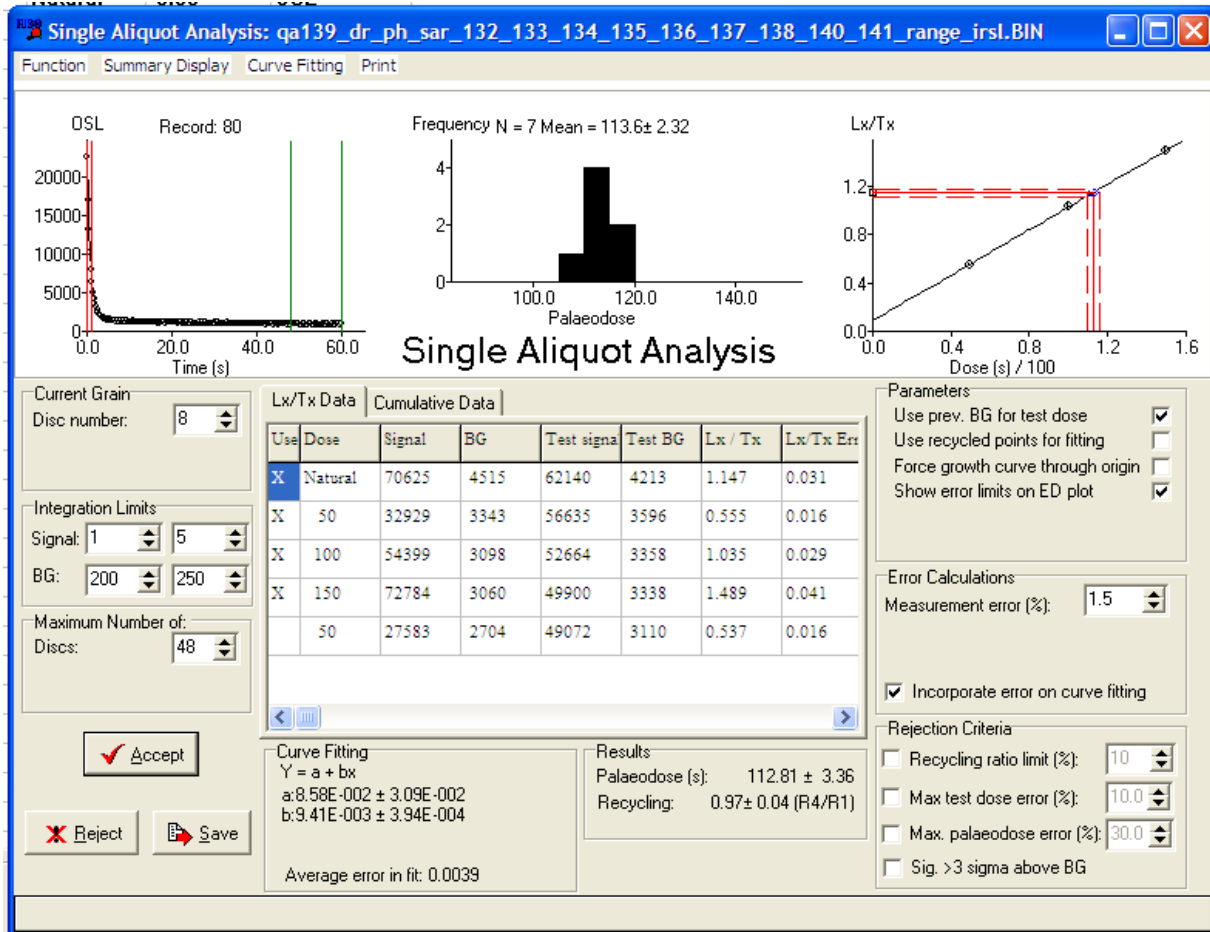 Single Aliquot Analysis: qa139_dr_ph_sar_132_133_134_135_136_137_138_140_141_range_irsl.BIN
Function Summary Display Curve Fitting Print
OSL Record: 80
20000
15000
10000
5000
0
0.0 20.0 40.0 60.0
Time (s)
Frequency N = 7 Mean = 113.6± 2.32
4
2
0
100.0 120.0 140.0
Palaeodose
Lx/Tx
1.2
0.8
0.4
0.0
0.0 0.4 0.8 1.2 1.6
Dose (s) / 100
Single Aliquot Analysis
Current Grain
Disc number: 8
Integration Limits
Signal: 1 5
BG: 200 250
Maximum Number of:
Discs: 48
Accept
Reject Save
Lx/Tx Data Cumulative Data
Use Dose Signal BG Test signa Test BG Lx / Tx Lx/Tx Err
X Natural 70625 4515 62140 4213 1.147 0.031
X 50 32929 3343 56635 3596 0.555 0.016
X 100 54399 3098 52664 3358 1.035 0.029
X 150 72784 3060 49900 3338 1.489 0.041
50 27583 2704 49072 3110 0.537 0.016
Curve Fitting
Y = a + bx
a:8.58E-002 ± 3.09E-002
b:9.41E-003 ± 3.94E-004
Average error in fit: 0.0039
Results
Palaeodose (s): 112.81 ± 3.36
Recycling: 0.97± 0.04 (R4/R1)
Parameters
Use prev. BG for test dose
Use recycled points for fitting
Force growth curve through origin
Show error limits on ED plot
Error Calculations
Measurement error (%): 1.5
Incorporate error on curve fitting
Rejection Criteria
Recycling ratio limit (%): 10
Max test dose error (%): 10.0
Max. palaeodose error (%): 30.0
Sig. >3 sigma above BG